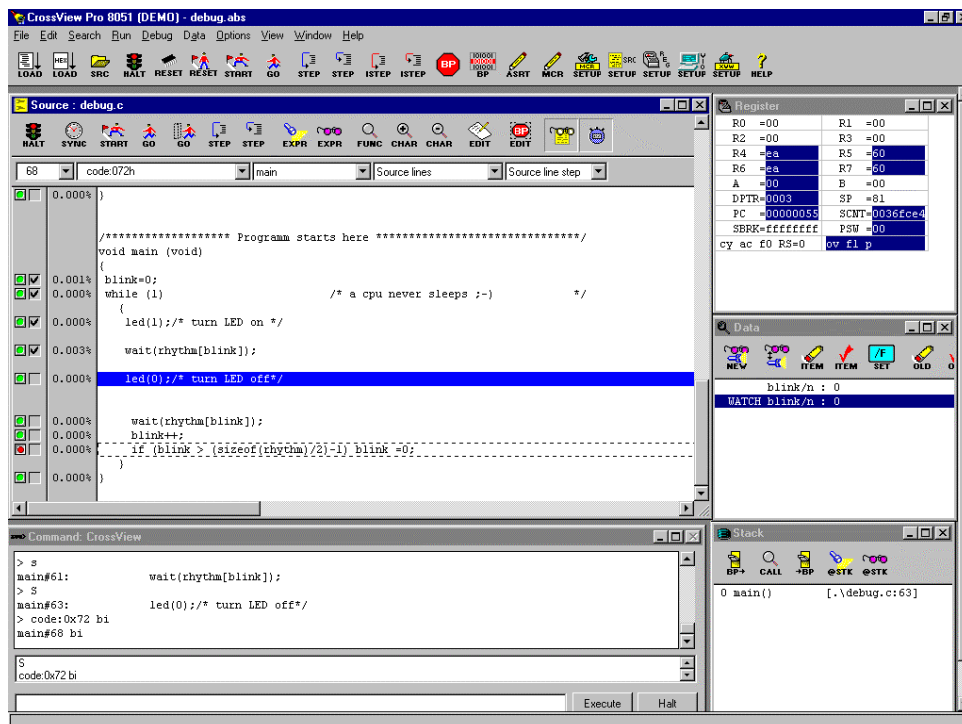 CrossView Pro 8051 (DEMO) - debug.abs
File Edit Search Run Debug Data Options View Window Help
LOAD LOAD SRC HALT RESET RESET START GO STEP STEP ISTEP ISTEP BP BP ASRT MCR SETUP SETUP SETUP SETUP SETUP HELP
Source : debug.c
HALT SYNC START GO GO STEP STEP EXPR EXPR FUNC CHAR CHAR EDIT EDIT
68 code:072h main Source lines Source line step
0.000% }
/****************** Programm starts here ******************************/
void main (void)
{
0.001% blink=0;
0.000% while (1) /* a cpu never sleeps ;-) */
{
0.000% led(1);/* turn LED on */
0.003% wait(rhythm[blink]);
0.000% led(0);/* turn LED off*/
0.000% wait(rhythm[blink]);
0.000% blink++;
0.000% if (blink > (sizeof(rhythm)/2)-1) blink =0;
}
0.000% }
Register
R0 =00 R1 =00
R2 =00 R3 =00
R4 =ea R5 =60
R6 =ea R7 =60
A =00 B =00
DPTR=0003 SP =81
PC =00000055 SCNT=0036fce4
SBRK=ffffffff PSW =00
cy ac f0 RS=0 ov fl p
Data
NEW ITEM ITEM /F SET OLD
blink/n : 0
WATCH blink/n : 0
Command: CrossView
> s
main#61: wait(rhythm[blink]);
> S
main#63: led(0);/* turn LED off*/
> code:0x72 bi
main#68 bi
S
code:0x72 bi
Execute Halt
Stack
BP→ CALL →BP @STK @STK
0 main() [.\debug.c:63]